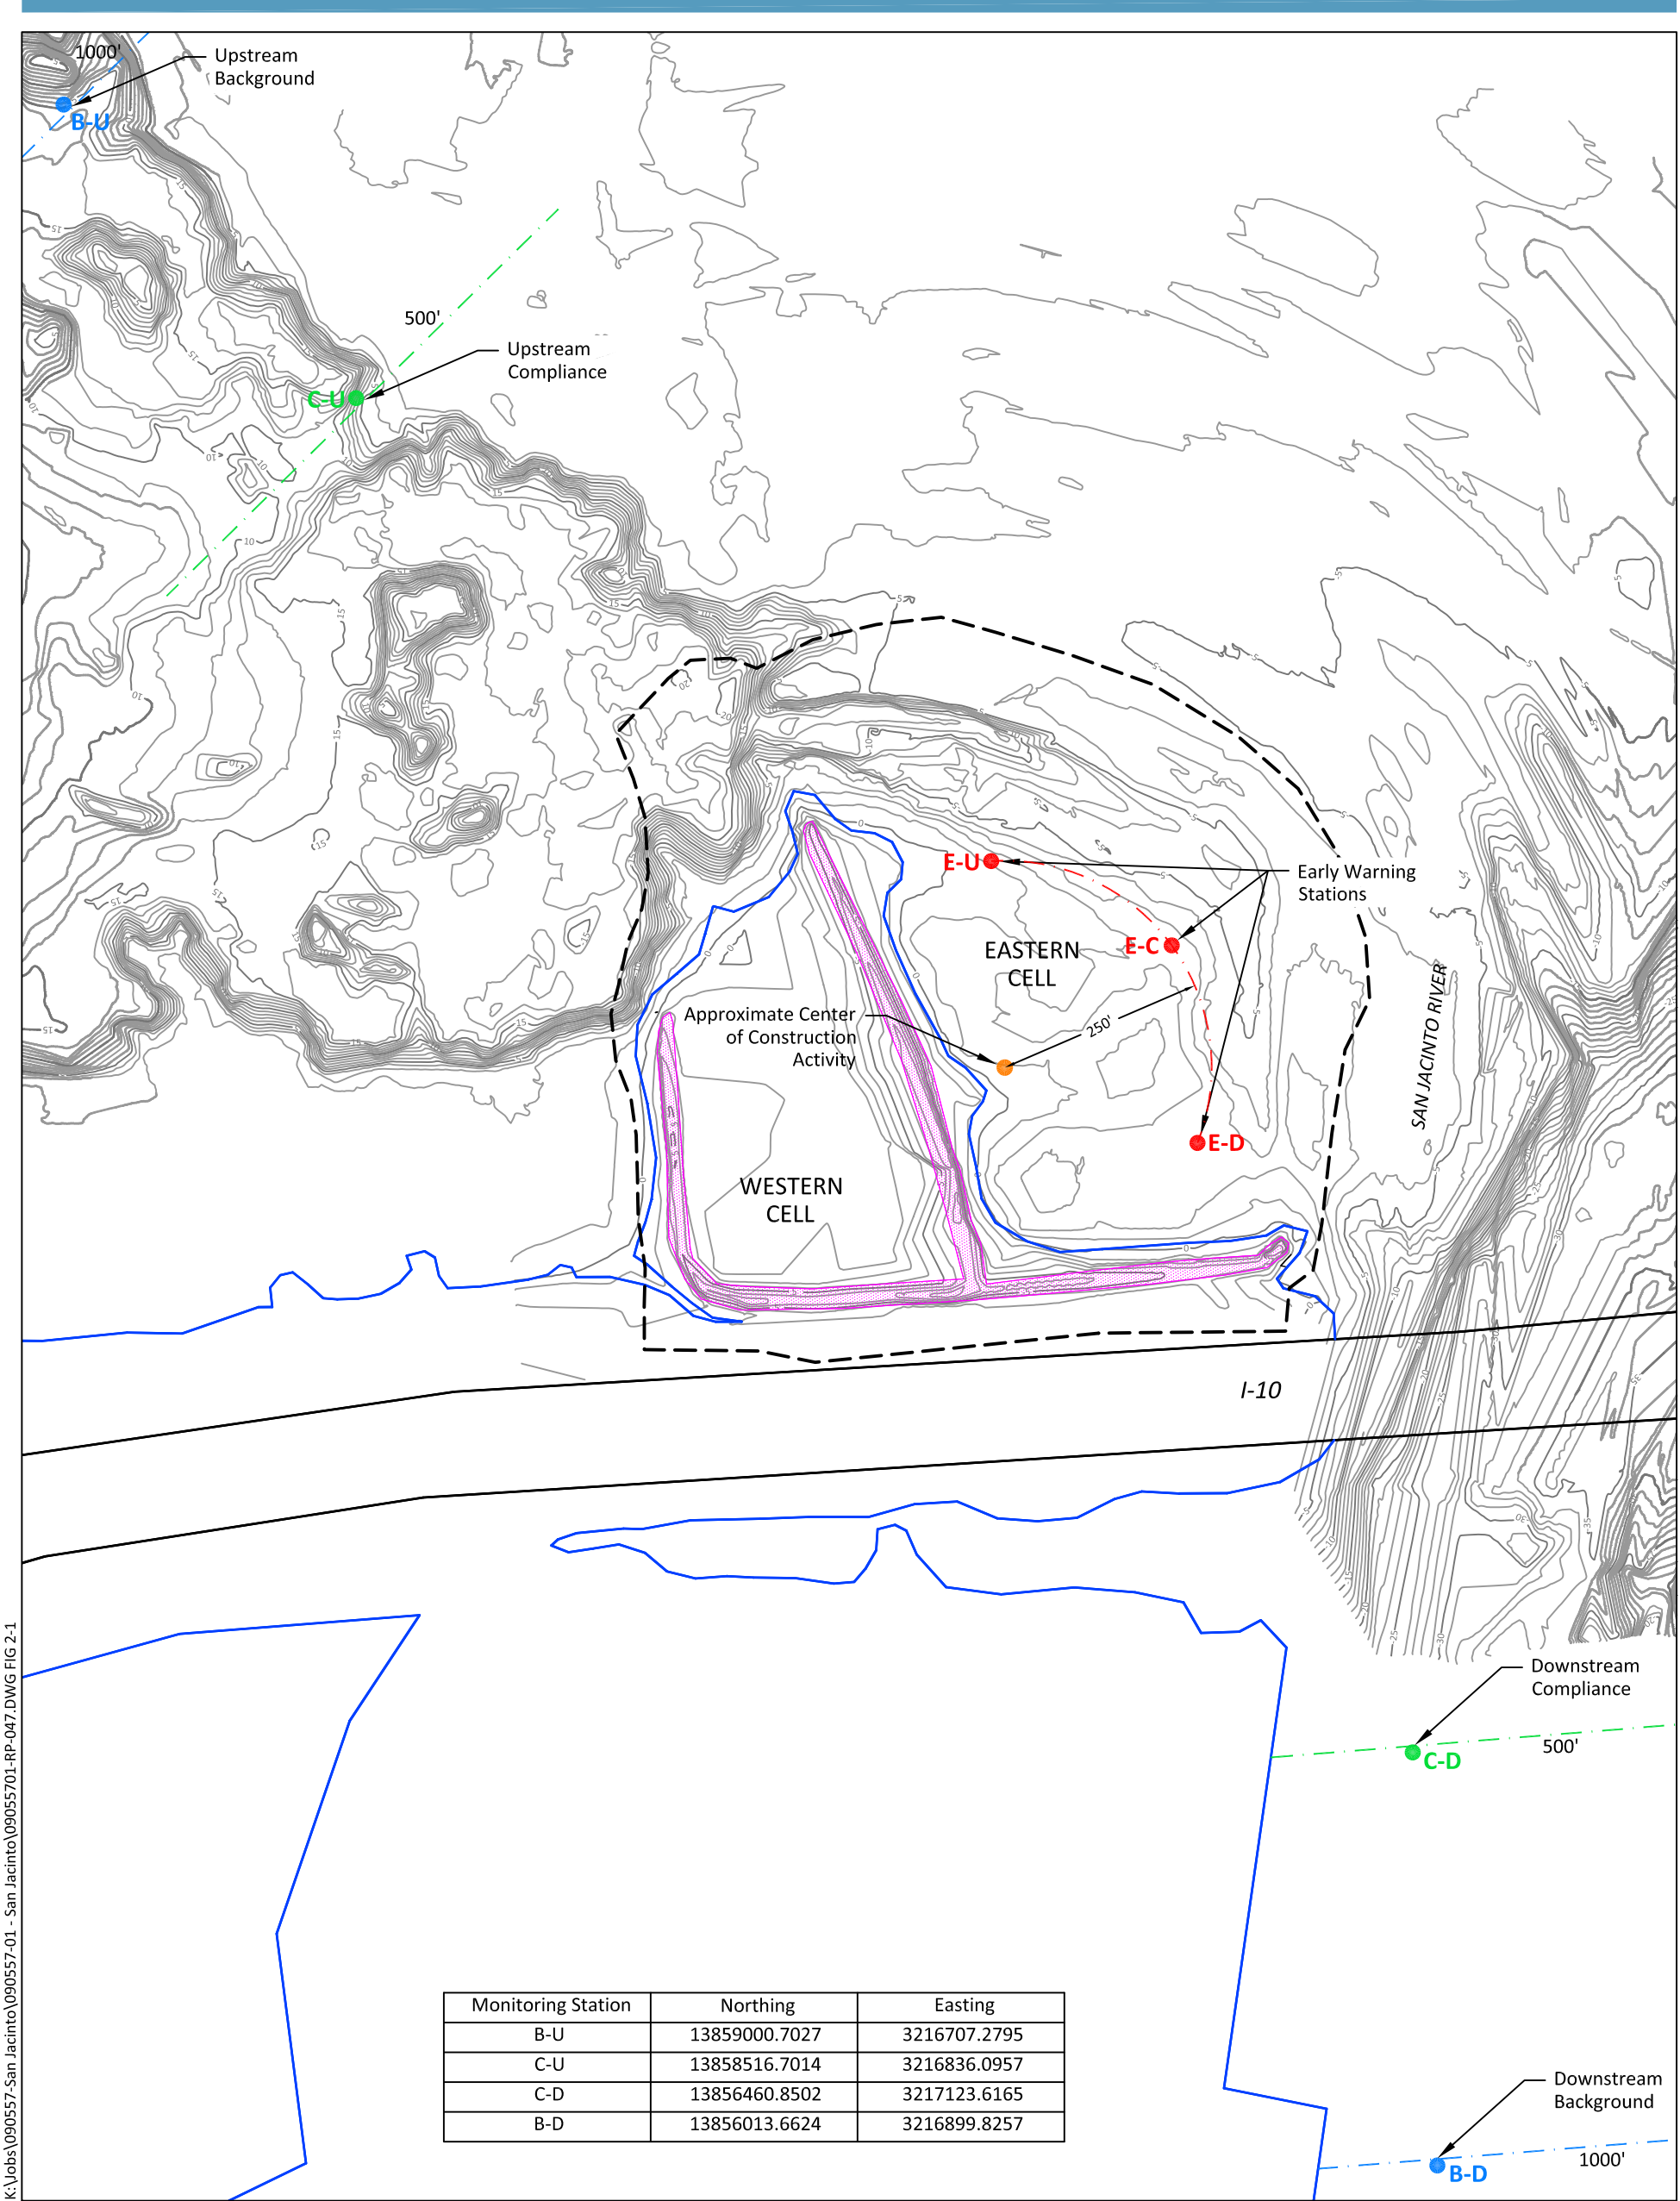 1000'
Upstream
Background
B-U
500'
Upstream
Compliance
C-U
E-U
Early Warning
Stations
EASTERN
CELL
E-C
Approximate Center
of Construction
Activity
250'
SAN JACINTO RIVER
E-D
WESTERN
CELL
I-10
Downstream
Compliance
500'
C-D
Monitoring Station Northing Easting
B-U 13859000.7027 3216707.2795
C-U 13858516.7014 3216836.0957
C-D 13856460.8502 3217123.6165
B-D 13856013.6624 3216899.8257
Downstream
Background
1000'
B-D
K:\Jobs\090557-San Jacinto\090557-01 - San Jacinto\09055701-RP-047.DWG FIG 2-1